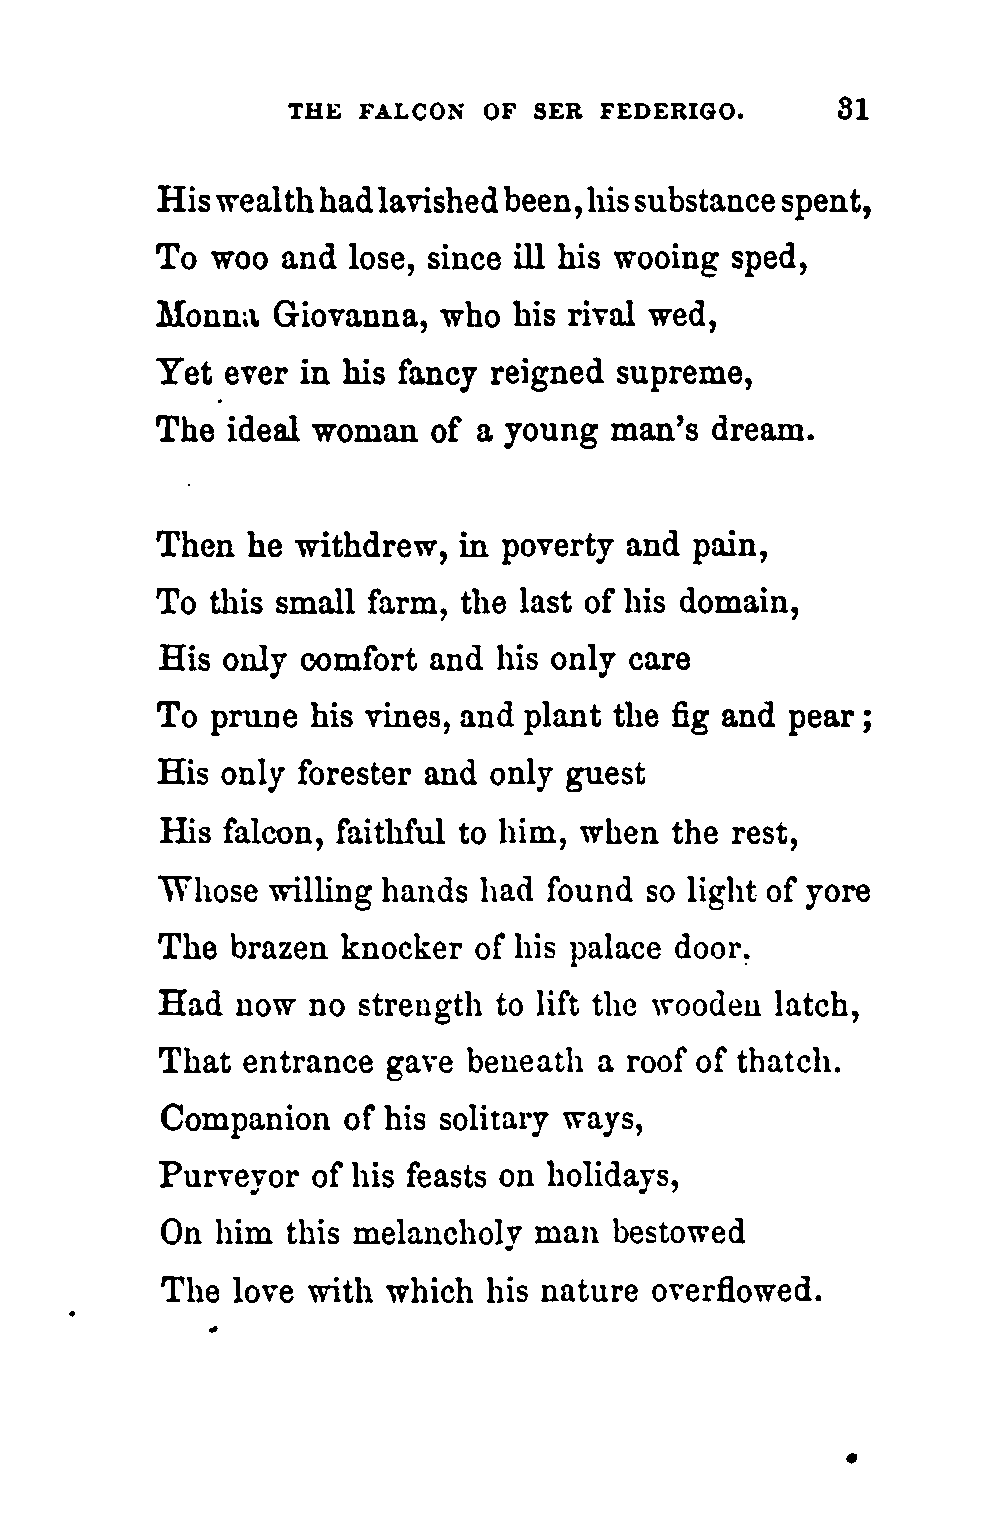 THE FALCON OF SER FEDERIGO. 31
His wealth had lavished been, his substance spent,
To woo and lose, since ill his wooing sped,
Monna Giovanna, who his rival wed,
Yet ever in his fancy reigned supreme,
The ideal woman of a young man's dream.
Then he withdrew, in poverty and pain,
To this small farm, the last of his domain,
His only comfort and his only care
To prune his vines, and plant the fig and pear;
His only forester and only guest
His falcon, faithful to him, when the rest,
Whose willing hands had found so light of yore
The brazen knocker of his palace door,
Had now no strength to lift the wooden latch,
That entrance gave beneath a roof of thatch.
Companion of his solitary ways,
Purveyor of his feasts on holidays,
On him this melancholy man bestowed
The love with which his nature overflowed.